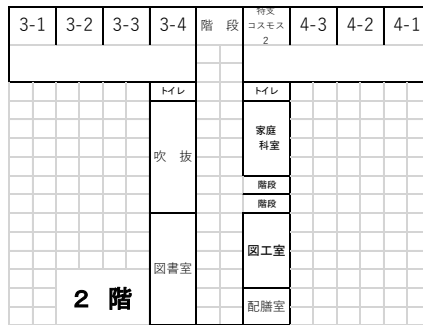 3-1 3-2 3-3 3-4 階 段 特支 コスモス 2 4-3 4-2 4-1
トイレ トイレ
家庭
科室
吹 抜
階段
階段
図工室
図書室
2 階
配膳室